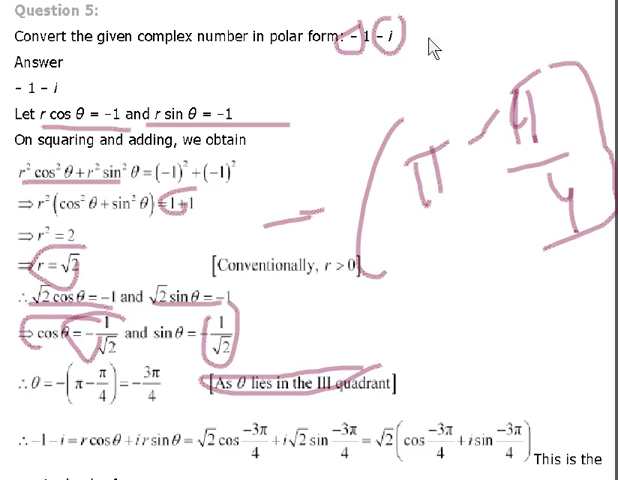 Question 5:
Convert the given complex number in polar form: – 1 – i
Answer
– 1 – i
Let r cos θ = –1 and r sin θ = –1
On squaring and adding, we obtain
r² cos² θ + r² sin² θ = (–1)² + (–1)²
⇒ r² (cos² θ + sin² θ) = 1+1
⇒ r² = 2
⇒ r = √2 [Conventionally, r > 0]
∴ √2 cos θ = –1 and √2 sin θ = –1
⇒ cos θ = – 1/√2 and sin θ = – 1/√2
∴ θ = –(π – π/4) = – 3π/4 [As θ lies in the III quadrant]
∴ –1 – i = r cos θ + i r sin θ = √2 cos –3π/4 + i√2 sin –3π/4 = √2 (cos –3π/4 + i sin –3π/4) This is the
– (π – π/4)